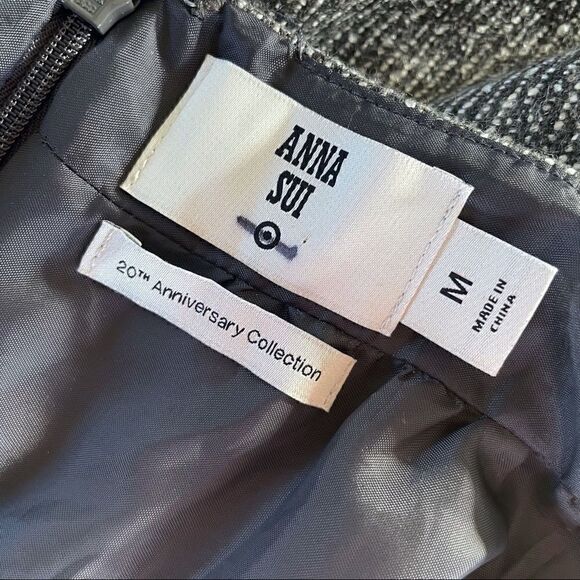 ANNA
SUI
M
MADE IN
CHINA
20TH Anniversary Collection